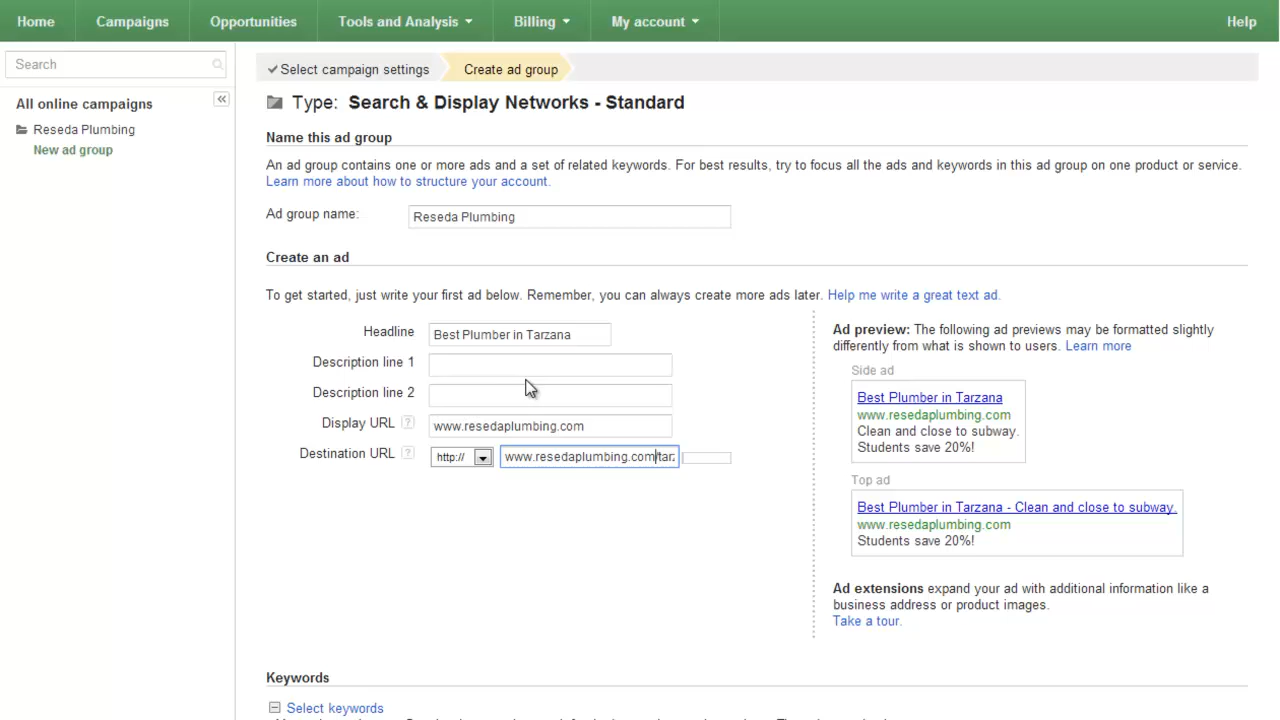 Home Campaigns Opportunities Tools and Analysis Billing My account Help
Search
All online campaigns
Reseda Plumbing
New ad group
Select campaign settings Create ad group
Type: Search & Display Networks - Standard
Name this ad group
An ad group contains one or more ads and a set of related keywords. For best results, try to focus all the ads and keywords in this ad group on one product or service.
Learn more about how to structure your account.
Ad group name: Reseda Plumbing
Create an ad
To get started, just write your first ad below. Remember, you can always create more ads later. Help me write a great text ad.
Headline Best Plumber in Tarzana
Description line 1
Description line 2
Display URL ? www.resedaplumbing.com
Destination URL ? http:// www.resedaplumbing.com/tarz
Ad preview: The following ad previews may be formatted slightly
differently from what is shown to users. Learn more
Side ad
Best Plumber in Tarzana
www.resedaplumbing.com
Clean and close to subway.
Students save 20%!
Top ad
Best Plumber in Tarzana - Clean and close to subway.
www.resedaplumbing.com
Students save 20%!
Ad extensions expand your ad with additional information like a
business address or product images.
Take a tour.
Keywords
Select keywords